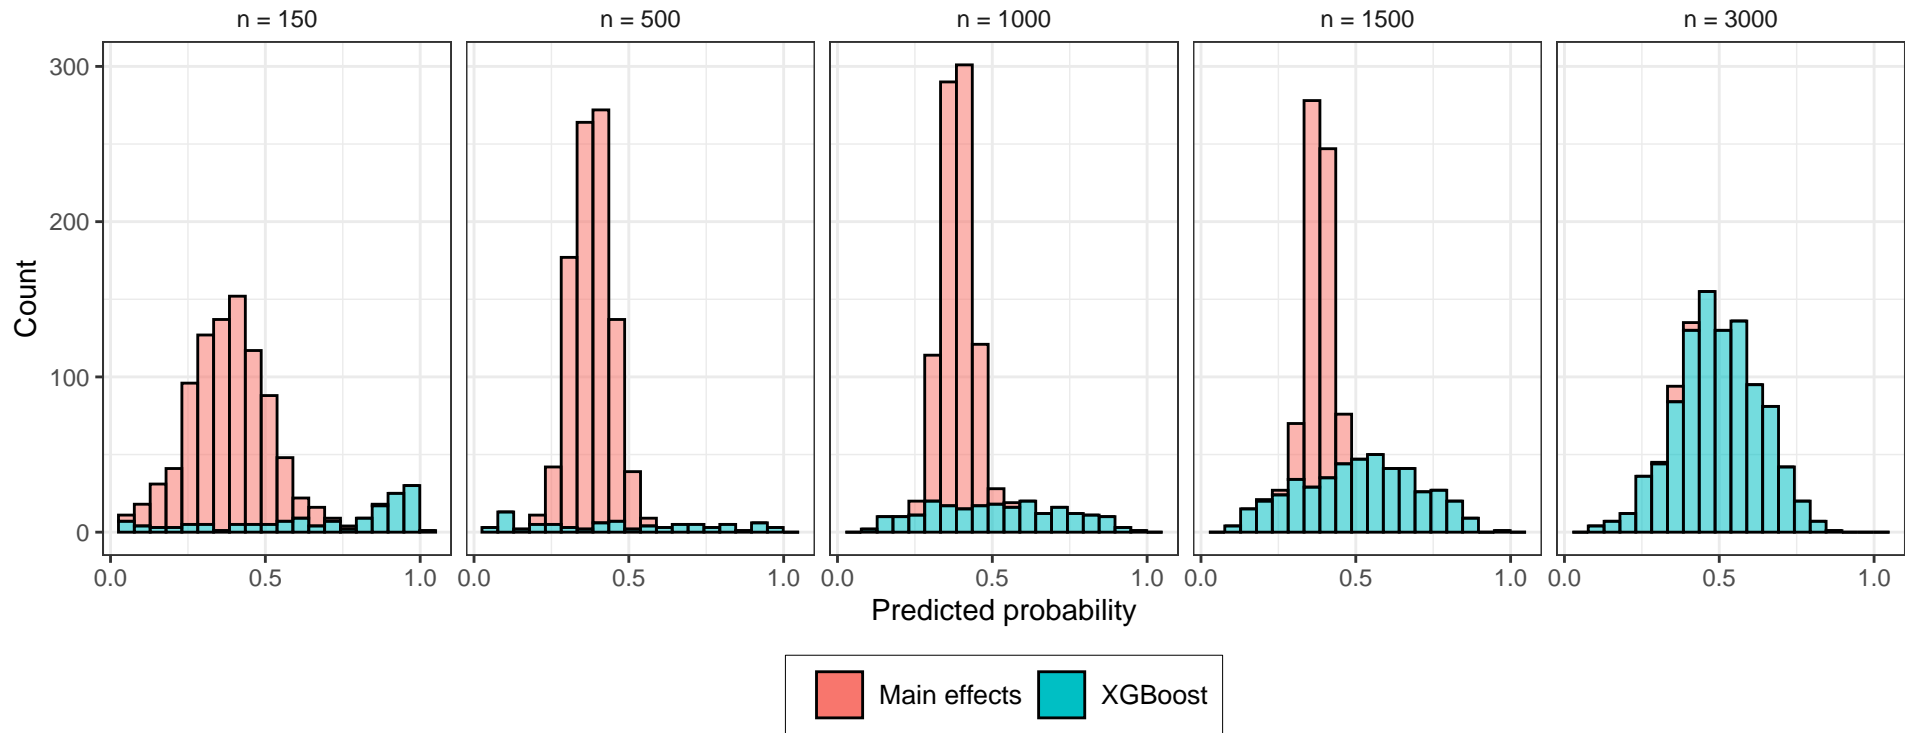 n = 150
n = 500
n = 1000
n = 1500
n = 3000
300
200
100
0
Count
0.0 0.5 1.0
0.0 0.5 1.0
0.0 0.5 1.0
0.0 0.5 1.0
0.0 0.5 1.0
Predicted probability
Main effects
XGBoost